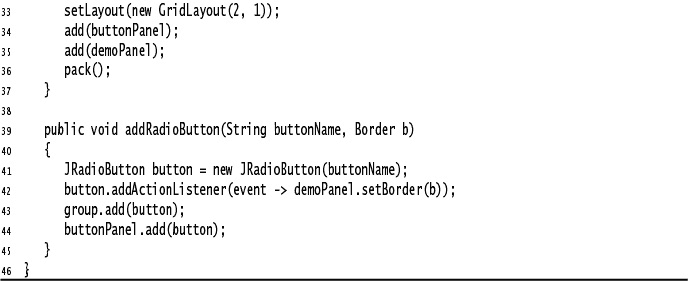 33 setLayout(new GridLayout(2, 1));
34 add(buttonPanel);
35 add(demoPanel);
36 pack();
37 }
38
39 public void addRadioButton(String buttonName, Border b)
40 {
41 JRadioButton button = new JRadioButton(buttonName);
42 button.addActionListener(event -> demoPanel.setBorder(b));
43 group.add(button);
44 buttonPanel.add(button);
45 }
46 }